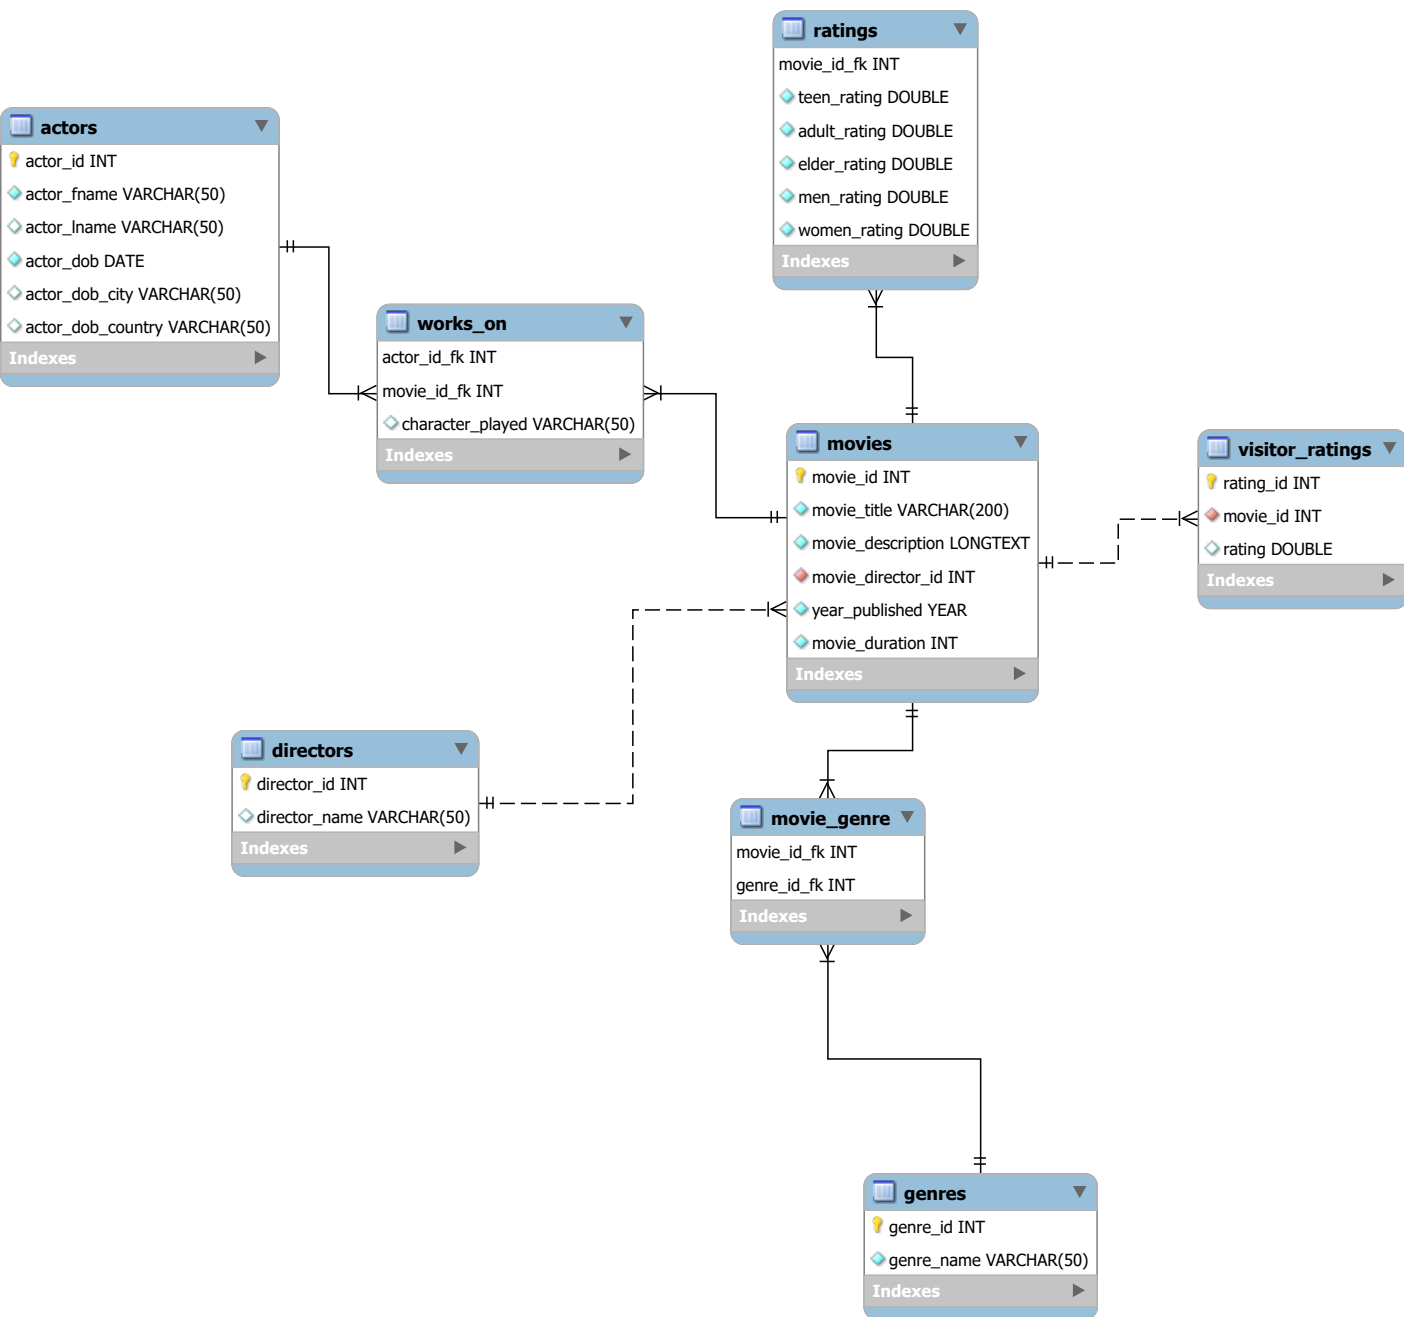 ratings
movie_id_fk INT
teen_rating DOUBLE
adult_rating DOUBLE
elder_rating DOUBLE
men_rating DOUBLE
women_rating DOUBLE
Indexes
actors
actor_id INT
actor_fname VARCHAR(50)
actor_lname VARCHAR(50)
actor_dob DATE
actor_dob_city VARCHAR(50)
actor_dob_country VARCHAR(50)
Indexes
works_on
actor_id_fk INT
movie_id_fk INT
character_played VARCHAR(50)
Indexes
movies
movie_id INT
movie_title VARCHAR(200)
movie_description LONGTEXT
movie_director_id INT
year_published YEAR
movie_duration INT
Indexes
visitor_ratings
rating_id INT
movie_id INT
rating DOUBLE
Indexes
directors
director_id INT
director_name VARCHAR(50)
Indexes
movie_genre
movie_id_fk INT
genre_id_fk INT
Indexes
genres
genre_id INT
genre_name VARCHAR(50)
Indexes